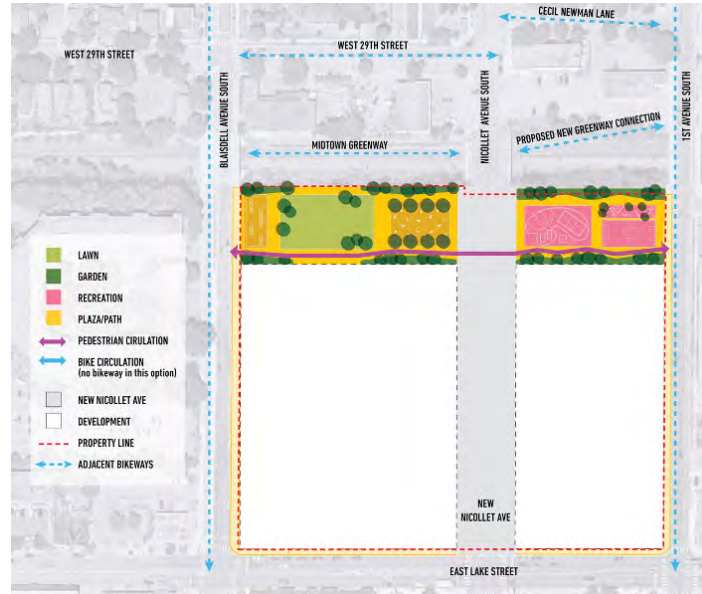 CECIL NEWMAN LANE
WEST 29TH STREET
WEST 29TH STREET
BLAISDELL AVENUE SOUTH
NICOLLET AVENUE SOUTH
1ST AVENUE SOUTH
PROPOSED NEW GREENWAY CONNECTION
MIDTOWN GREENWAY
LAWN
GARDEN
RECREATION
PLAZA/PATH
PEDESTRIAN CIRULATION
BIKE CIRCULATION
(no bikeway in this option)
NEW NICOLLET AVE
DEVELOPMENT
PROPERTY LINE
ADJACENT BIKEWAYS
NEW
NICOLLET AVE
EAST LAKE STREET